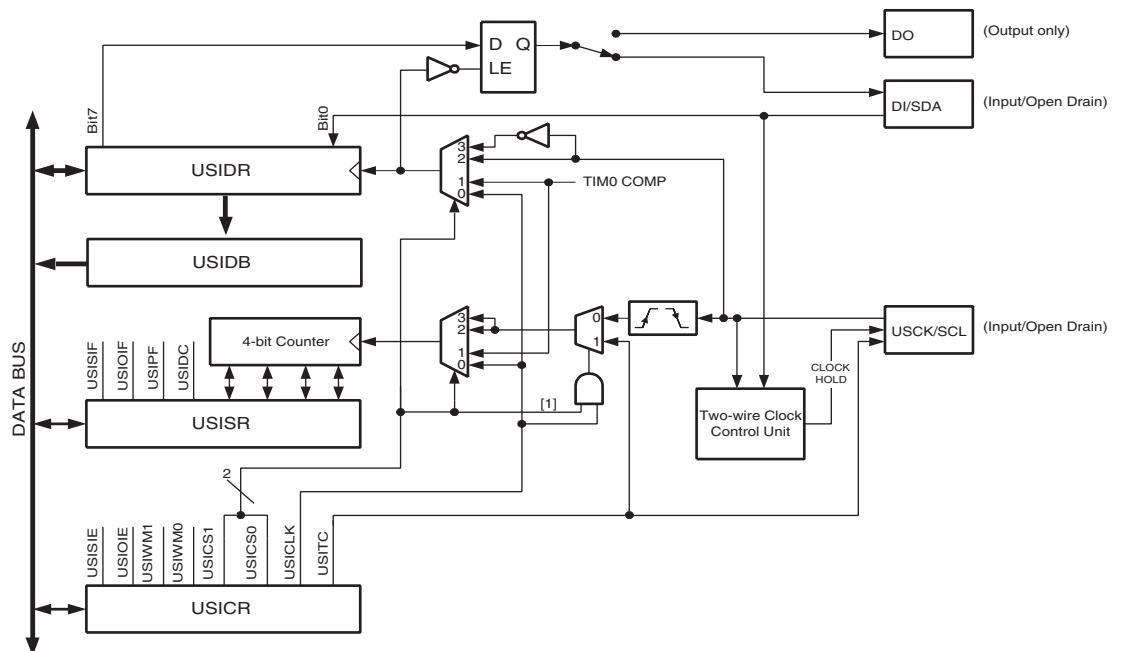 D Q
LE
DO
(Output only)
DI/SDA
(Input/Open Drain)
Bit7
Bit0
USIDR
3
2
1
0
TIM0 COMP
USIDB
DATA BUS
4-bit Counter
3
2
1
0
0
1
USCK/SCL
(Input/Open Drain)
CLOCK
HOLD
USISIF
USIOIF
USIPF
USIDC
USISR
[1]
Two-wire Clock
Control Unit
2
USISIE
USIOIE
USIWM1
USIWM0
USICS1
USICS0
USICLK
USITC
USICR